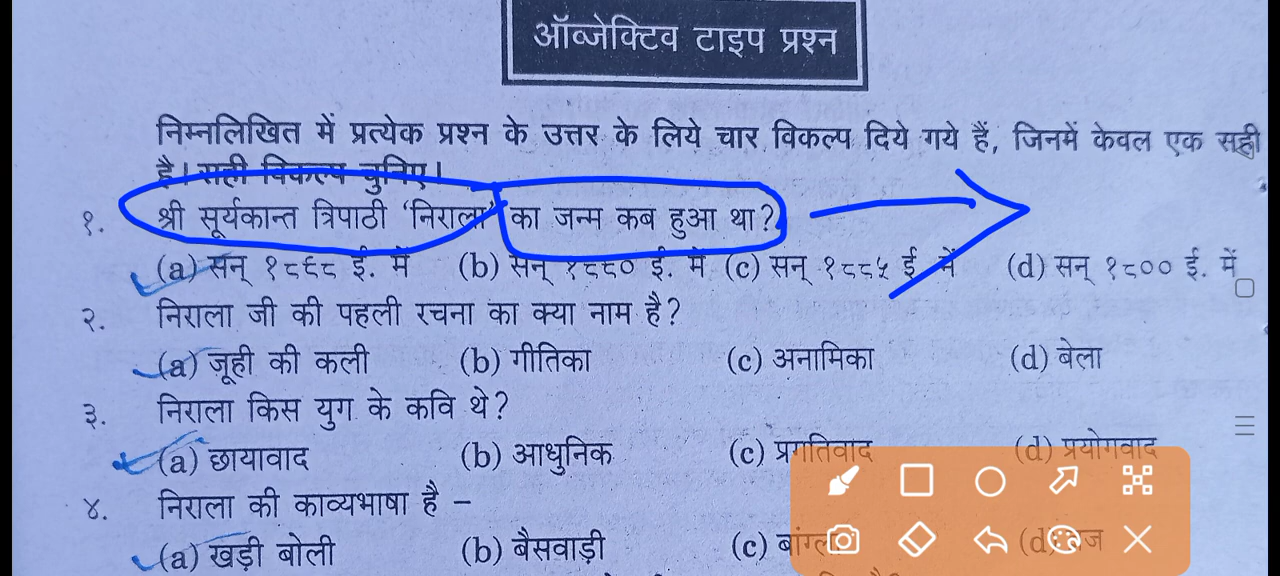 ऑब्जेक्टिव टाइप प्रश्न
निम्नलिखित में प्रत्येक प्रश्न के उत्तर के लिये चार विकल्प दिये गये हैं, जिनमें केवल एक सही
है। सही विकल्प चुनिए।
१. श्री सूर्यकान्त त्रिपाठी ‘निराला’ का जन्म कब हुआ था?
(a) सन् १८६८ ई. में (b) सन् १८८० ई. में (c) सन् १८८५ ई. में (d) सन् १८०० ई. में
२. निराला जी की पहली रचना का क्या नाम है?
(a) जूही की कली (b) गीतिका (c) अनामिका (d) बेला
३. निराला किस युग के कवि थे?
(a) छायावाद (b) आधुनिक (c) प्रगतिवाद (d) प्रयोगवाद
४. निराला की काव्यभाषा है –
(a) खड़ी बोली (b) बैसवाड़ी (c) बांग्ला (d)